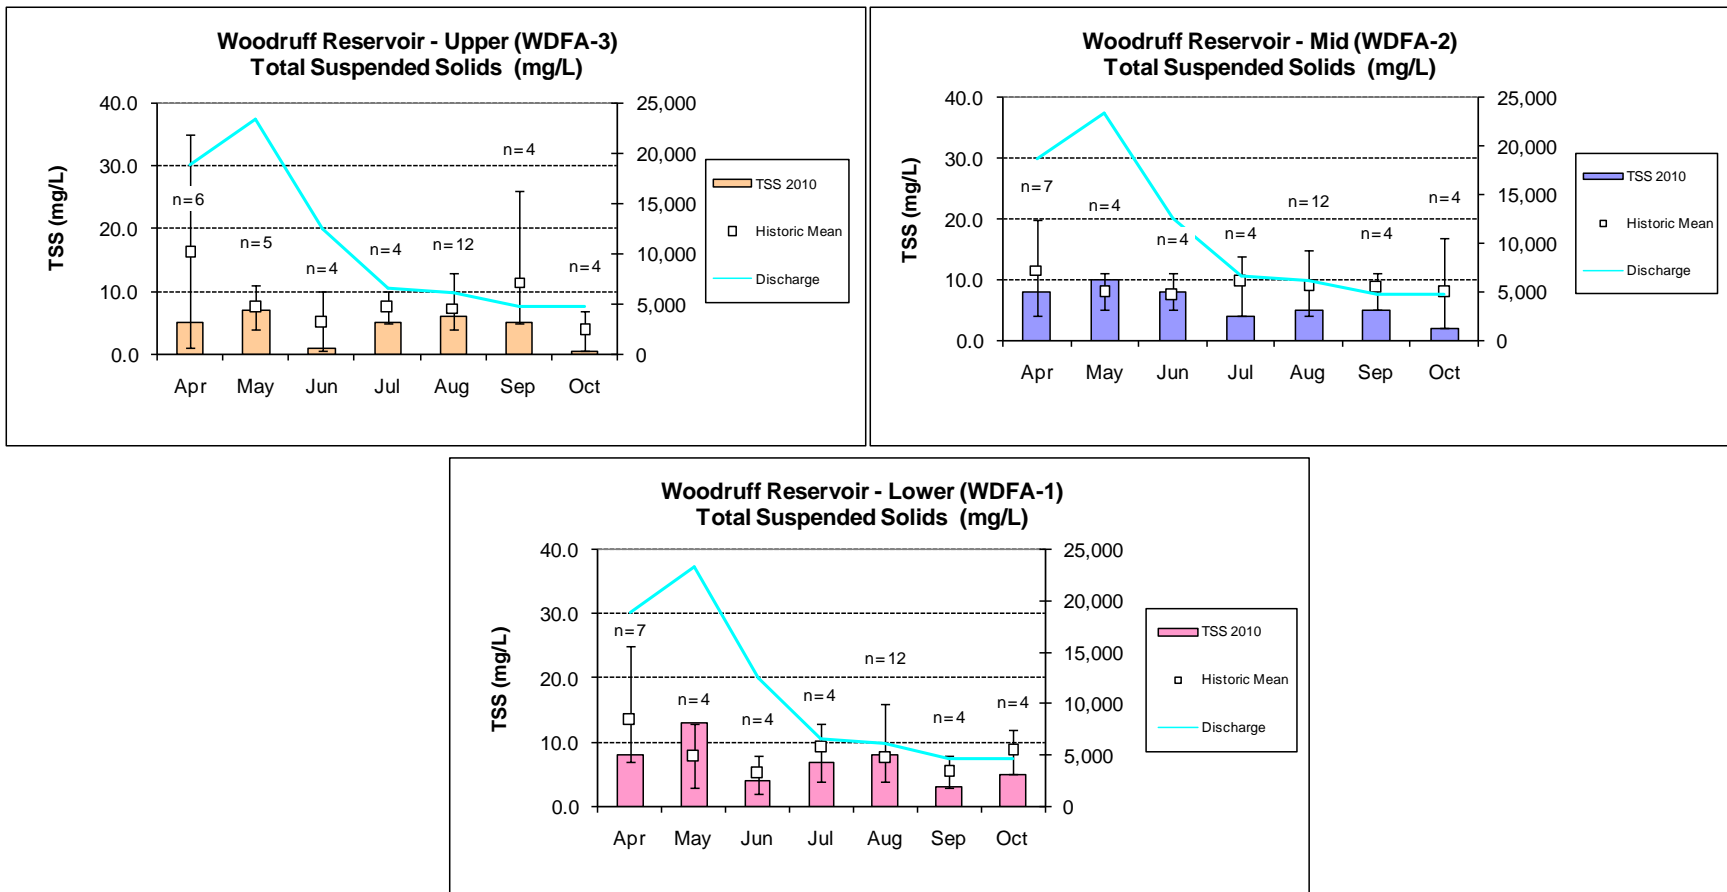 Woodruff Reservoir - Upper (WDFA-3)
Total Suspended Solids (mg/L)
TSS (mg/L)
40.0
30.0
20.0
10.0
0.0
25,000
20,000
15,000
10,000
5,000
0
n=6
n=5
n=4
n=4
n=12
n=4
n=4
Apr May Jun Jul Aug Sep Oct
TSS 2010
Historic Mean
Discharge
Woodruff Reservoir - Mid (WDFA-2)
Total Suspended Solids (mg/L)
TSS (mg/L)
40.0
30.0
20.0
10.0
0.0
25,000
20,000
15,000
10,000
5,000
0
n=7
n=4
n=4
n=4
n=12
n=4
n=4
Apr May Jun Jul Aug Sep Oct
TSS 2010
Historic Mean
Discharge
Woodruff Reservoir - Lower (WDFA-1)
Total Suspended Solids (mg/L)
TSS (mg/L)
40.0
30.0
20.0
10.0
0.0
25,000
20,000
15,000
10,000
5,000
0
n=7
n=4
n=4
n=4
n=12
n=4
n=4
Apr May Jun Jul Aug Sep Oct
TSS 2010
Historic Mean
Discharge